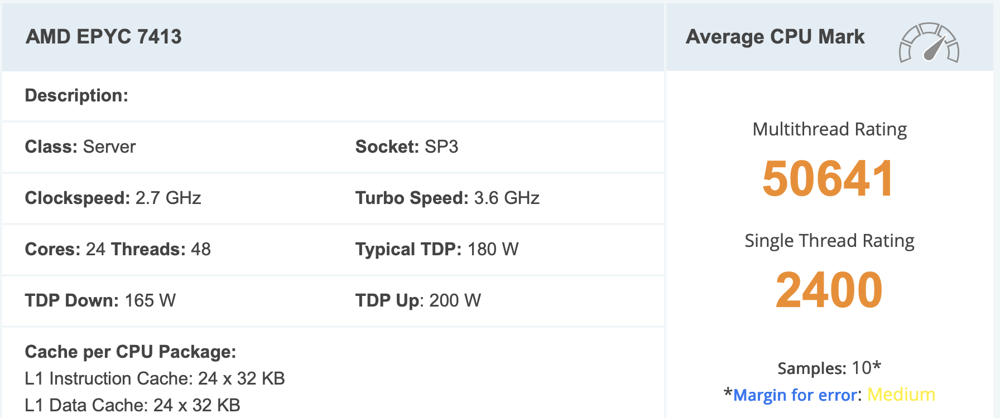 AMD EPYC 7413
Average CPU Mark
Description:
Class: Server
Socket: SP3
Clockspeed: 2.7 GHz
Turbo Speed: 3.6 GHz
Cores: 24 Threads: 48
Typical TDP: 180 W
TDP Down: 165 W
TDP Up: 200 W
Cache per CPU Package:
L1 Instruction Cache: 24 x 32 KB
L1 Data Cache: 24 x 32 KB
Multithread Rating
50641
Single Thread Rating
2400
Samples: 10*
*Margin for error: Medium